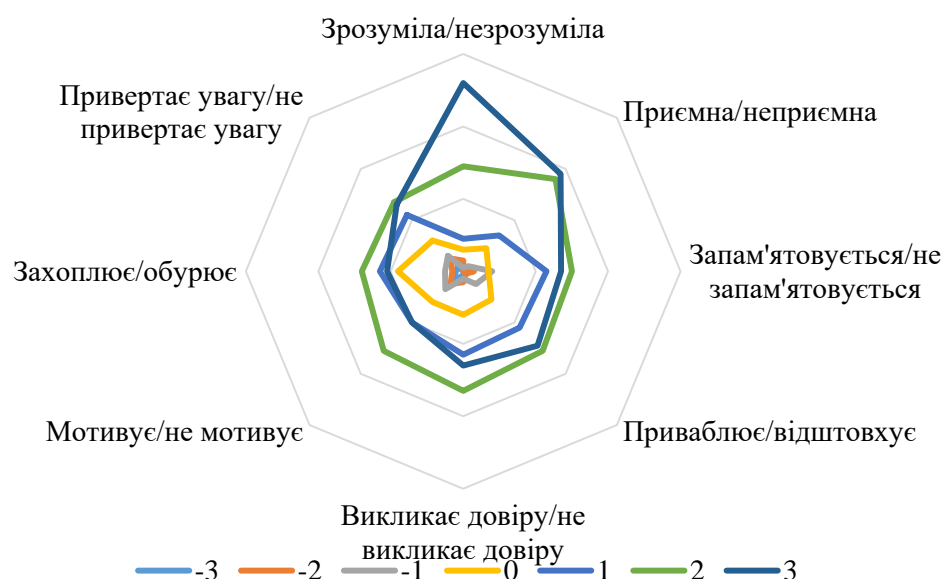 Зрозуміла/незрозуміла
Привертає увагу/не
привертає увагу
Приємна/неприємна
Захоплює/обурює
Запам'ятовується/не
запам'ятовується
Мотивує/не мотивує
Приваблює/відштовхує
Викликає довіру/не
викликає довіру
-3 -2 -1 0 1 2 3